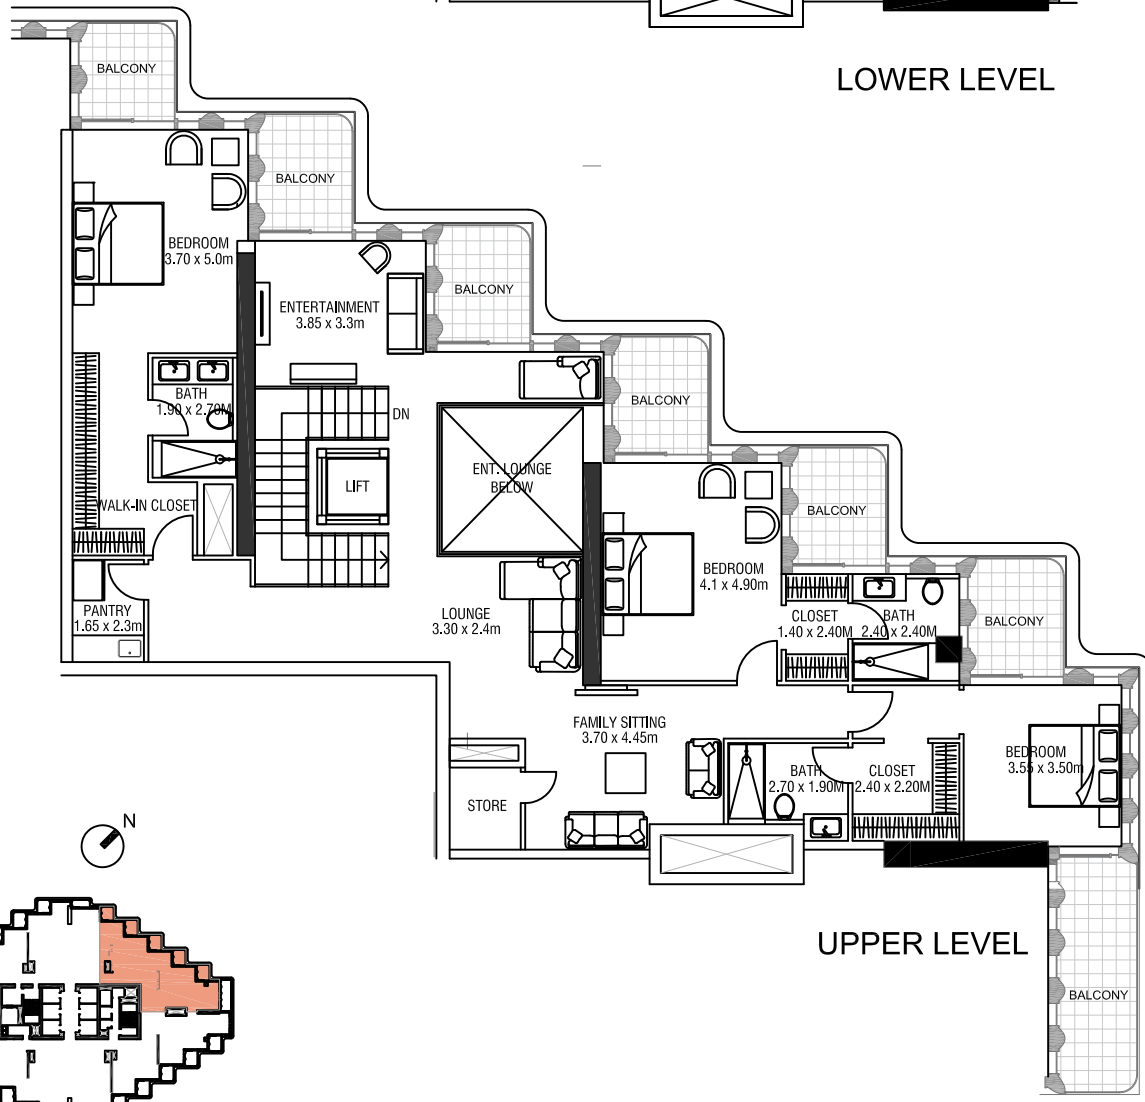 LOWER LEVEL
BALCONY
BALCONY
BEDROOM
3.70 x 5.0m
BALCONY
ENTERTAINMENT
3.85 x 3.3m
BATH
1.90 x 2.70M
DN
BALCONY
ENT. LOUNGE
BELOW
LIFT
WALK-IN CLOSET
BALCONY
BEDROOM
4.1 x 4.90m
PANTRY
1.65 x 2.3m
LOUNGE
3.30 x 2.4m
CLOSET
1.40 x 2.40M
BATH
2.40 x 2.40M
BALCONY
FAMILY SITTING
3.70 x 4.45m
BEDROOM
3.55 x 3.50m
BATH
2.70 x 1.90M
CLOSET
2.40 x 2.20M
STORE
N
UPPER LEVEL
BALCONY